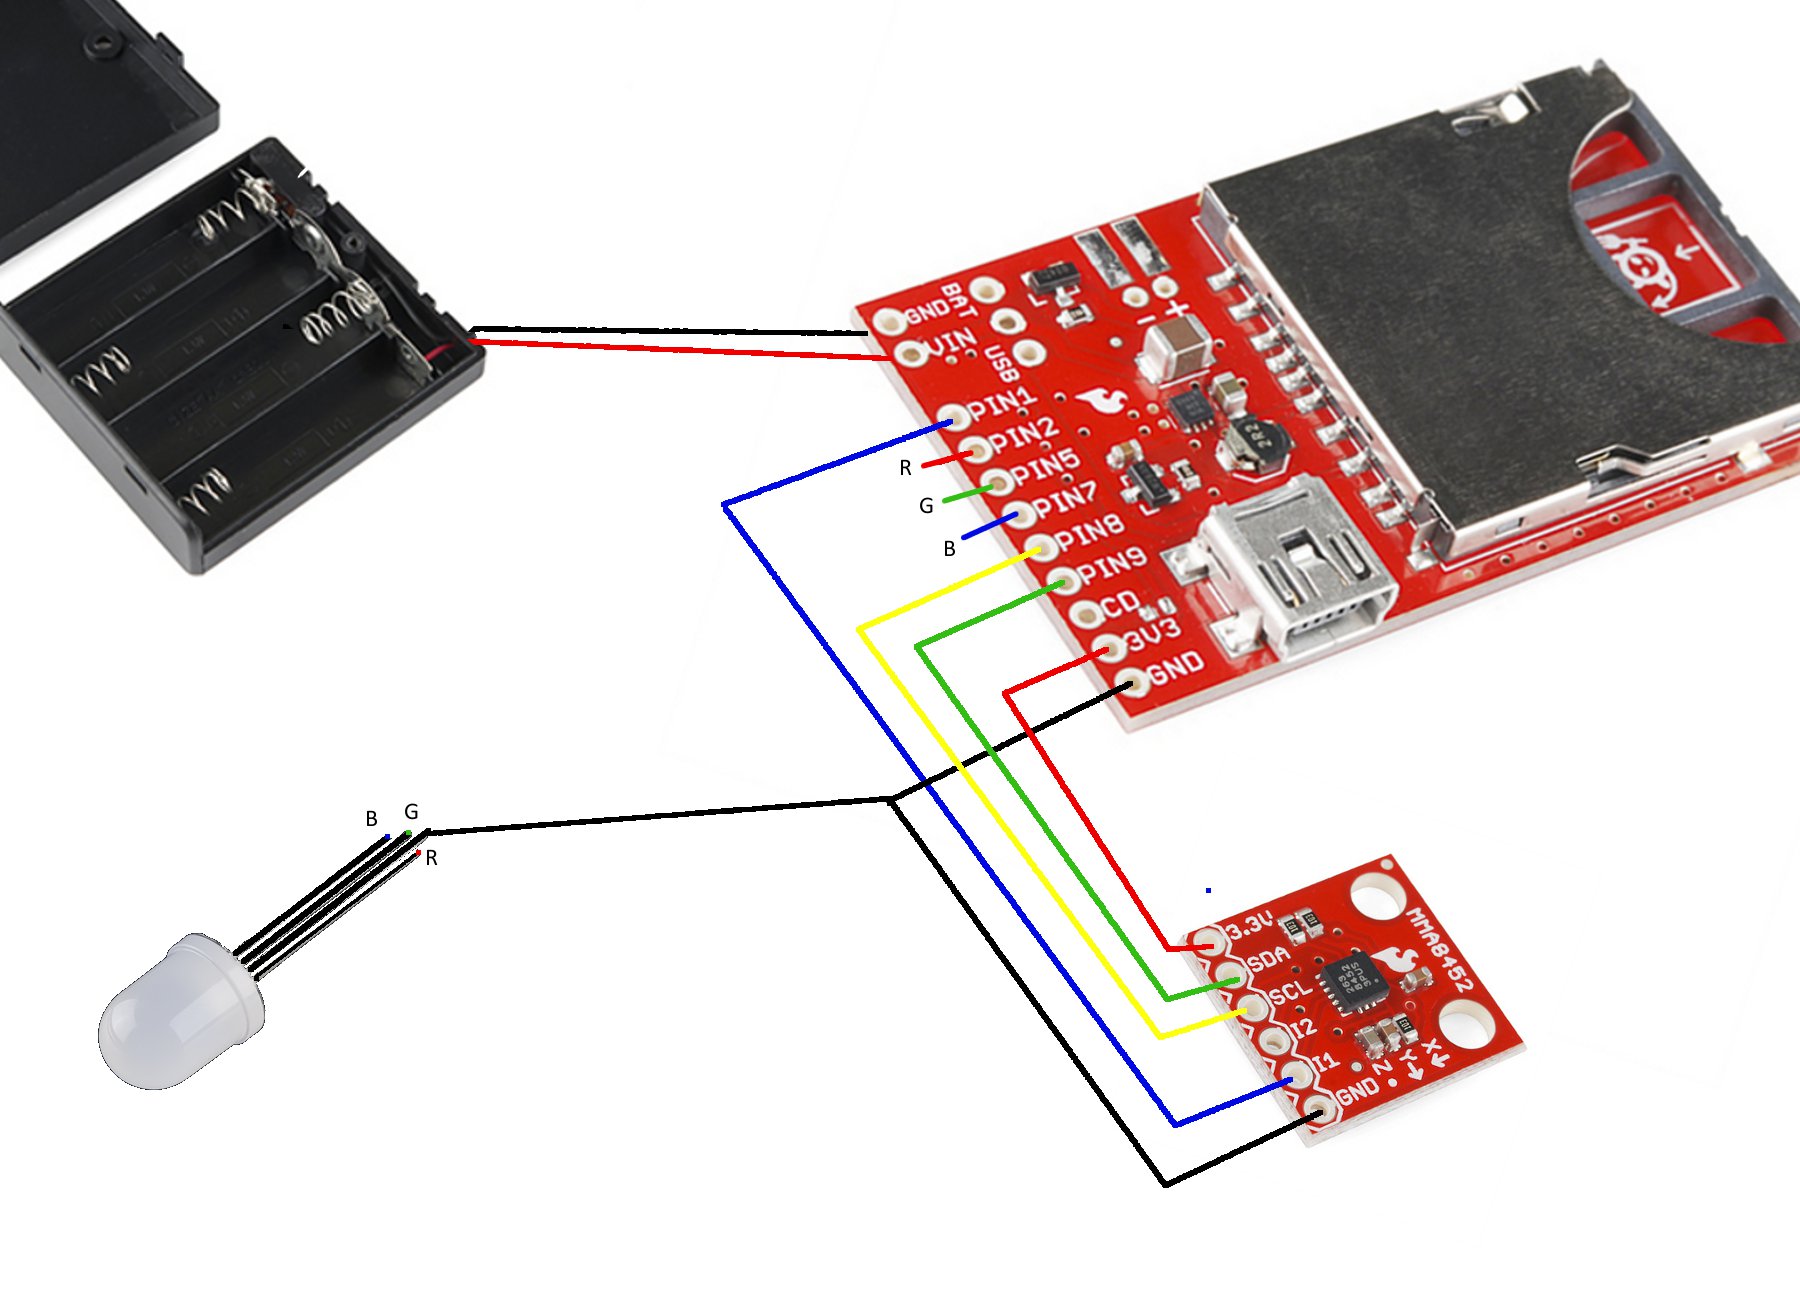 GND
BAT
VIN
USB
- +
PIN1
PIN2
PIN5
PIN7
PIN8
PIN9
CD
3V3
GND
R
G
B
2R2
B
G
R
3.3V
SDA
SCL
I2
I1
GND
MMA8452
X
Y
Z